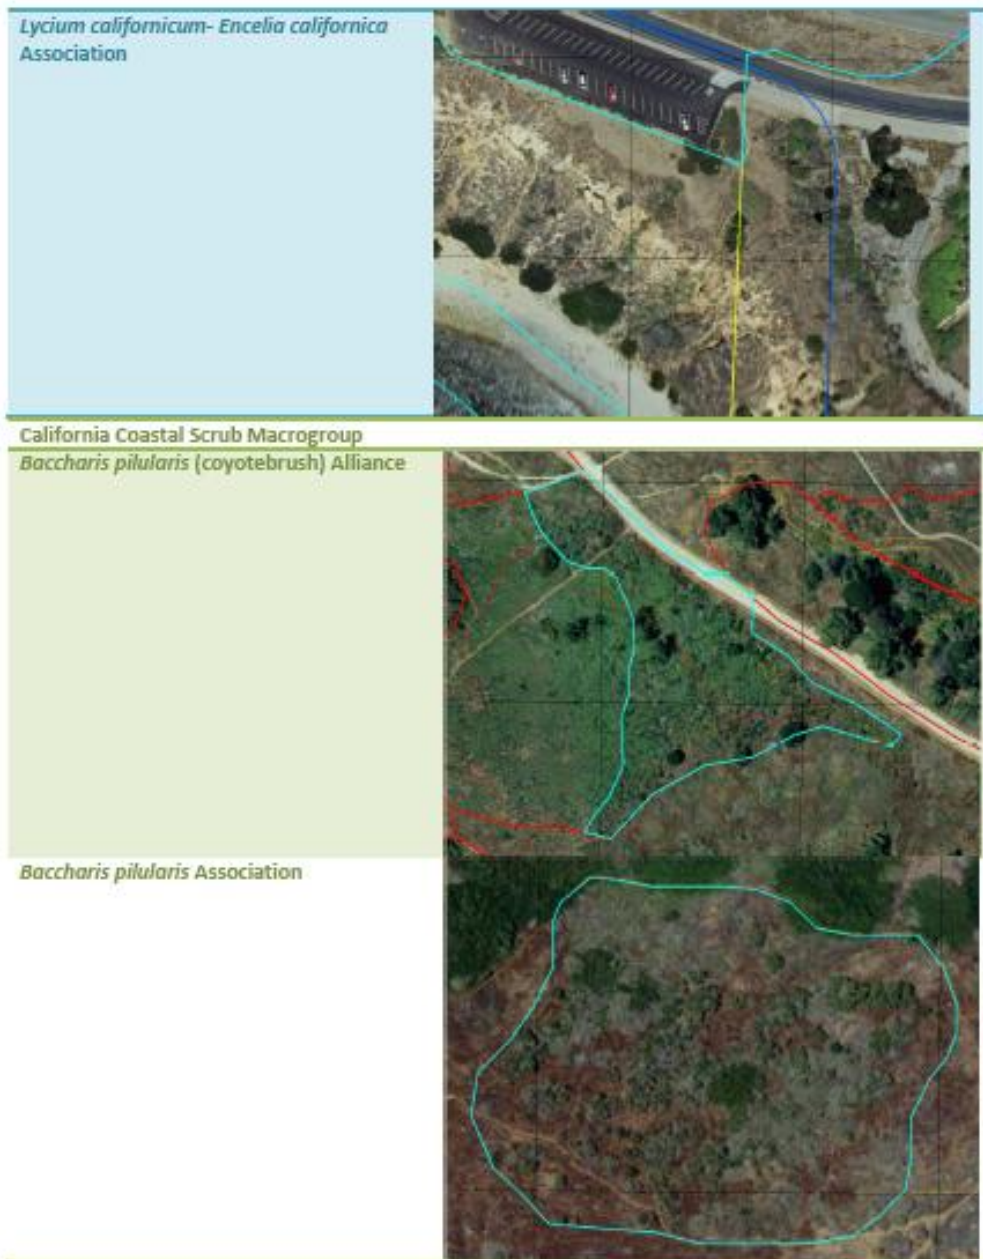 Lycium californicum- Encelia californica
Association
California Coastal Scrub Macrogroup
Baccharis pilularis (coyotebrush) Alliance
Baccharis pilularis Association